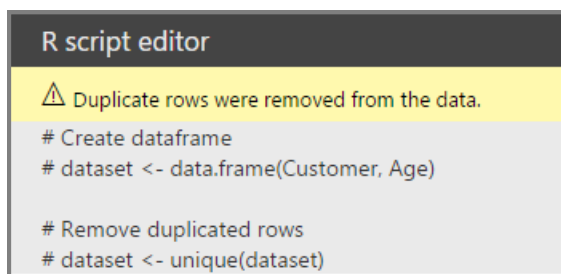 R script editor
Duplicate rows were removed from the data.
# Create dataframe
# dataset <- data.frame(Customer, Age)
# Remove duplicated rows
# dataset <- unique(dataset)